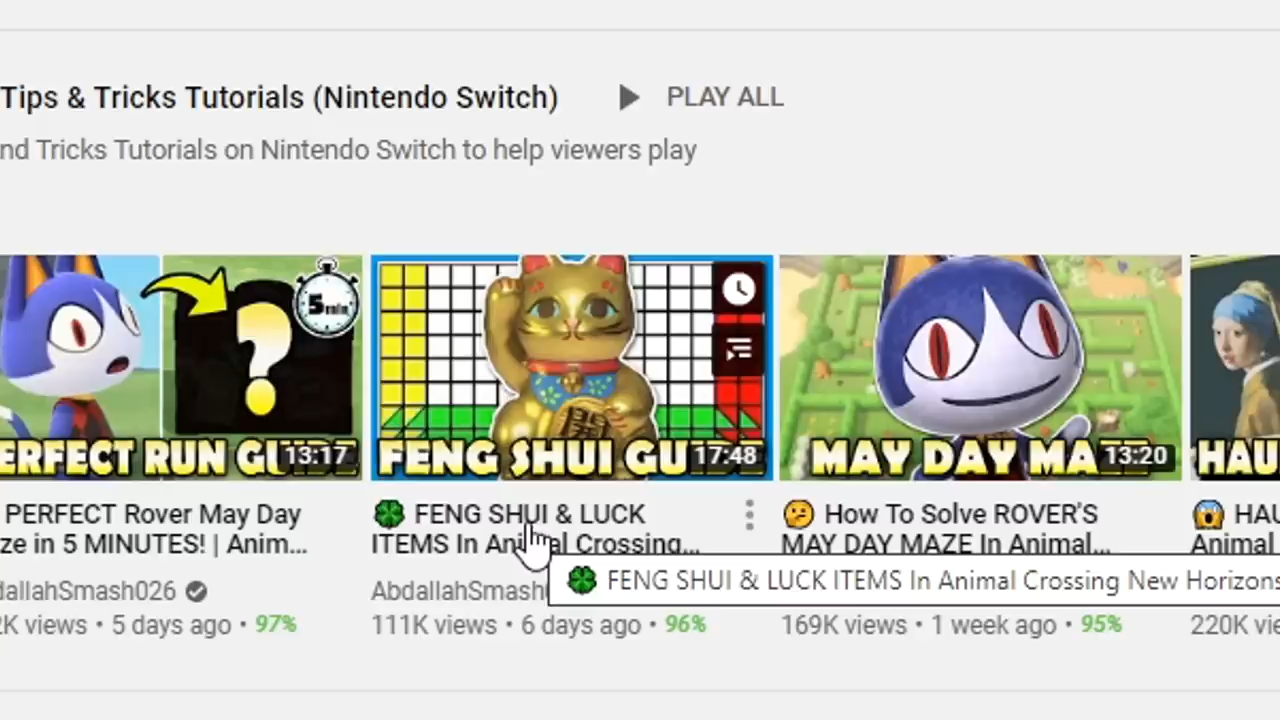 Tips & Tricks Tutorials (Nintendo Switch) PLAY ALL
nd Tricks Tutorials on Nintendo Switch to help viewers play
5min
ERFECT RUN GUIDE
13:17
FENG SHUI GU
17:48
MAY DAY MA
13:20
HAU
PERFECT Rover May Day
ze in 5 MINUTES! | Anim...
dallahSmash026
2K views • 5 days ago • 97%
🍀 FENG SHUI & LUCK
ITEMS In Animal Crossing...
AbdallahSmash
111K views • 6 days ago • 96%
🤔 How To Solve ROVER'S
MAY DAY MAZE In Animal...
169K views • 1 week ago • 95%
😱 HAU
Animal
220K vie
🍀 FENG SHUI & LUCK ITEMS In Animal Crossing New Horizons